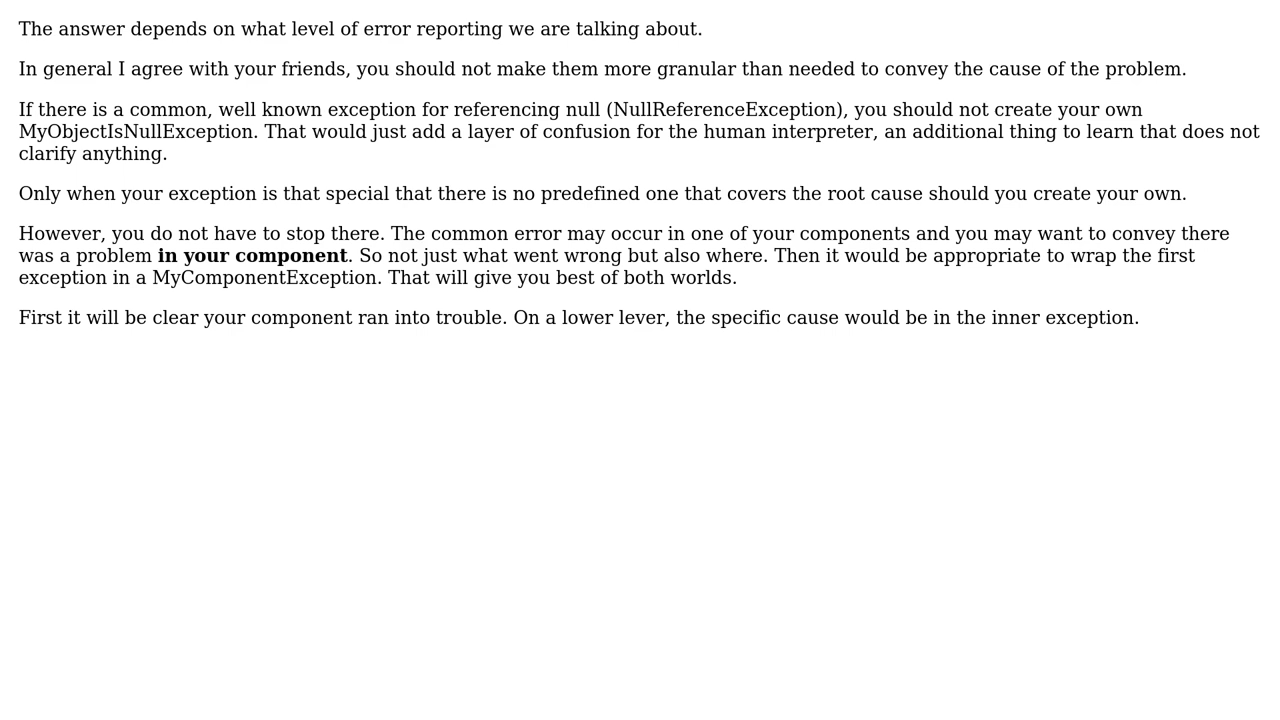 The answer depends on what level of error reporting we are talking about.
In general I agree with your friends, you should not make them more granular than needed to convey the cause of the problem.
If there is a common, well known exception for referencing null (NullReferenceException), you should not create your own
MyObjectIsNullException. That would just add a layer of confusion for the human interpreter, an additional thing to learn that does not
clarify anything.
Only when your exception is that special that there is no predefined one that covers the root cause should you create your own.
However, you do not have to stop there. The common error may occur in one of your components and you may want to convey there
was a problem in your component. So not just what went wrong but also where. Then it would be appropriate to wrap the first
exception in a MyComponentException. That will give you best of both worlds.
First it will be clear your component ran into trouble. On a lower lever, the specific cause would be in the inner exception.